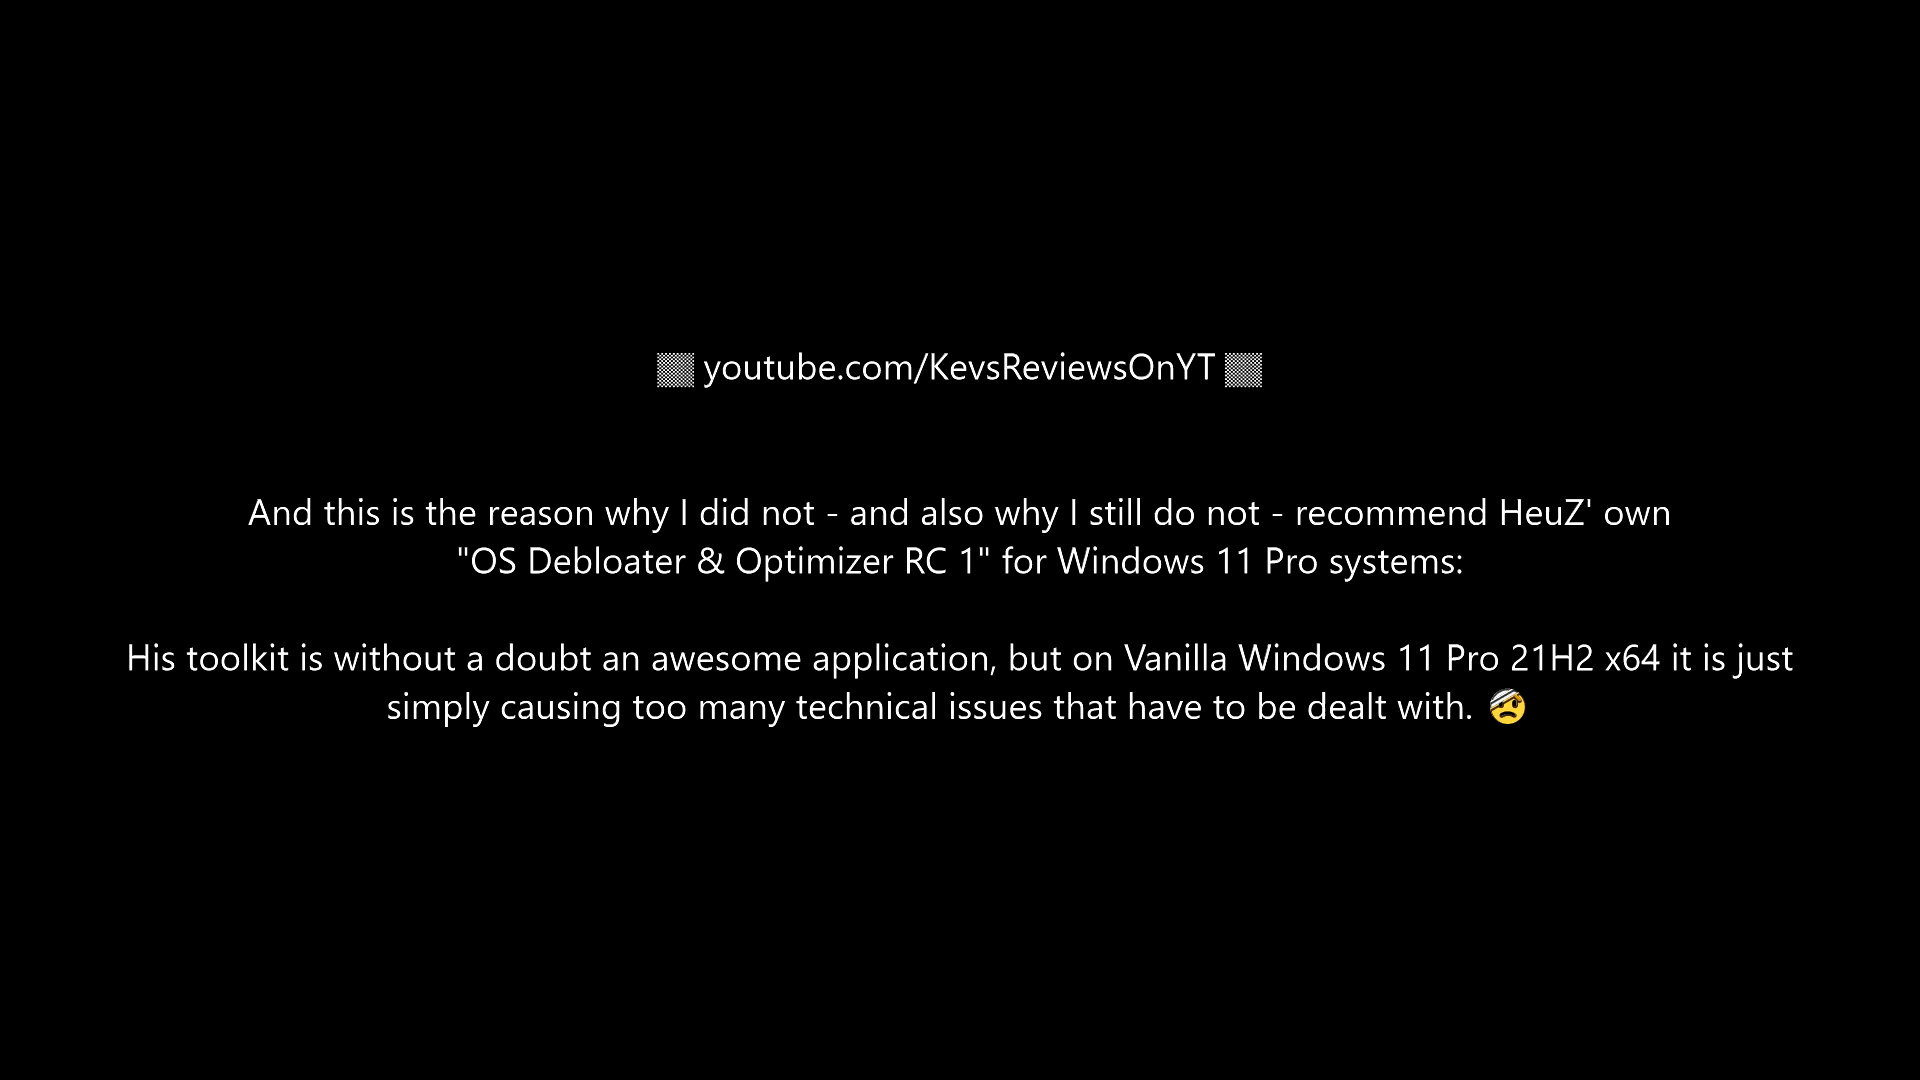 ▒▒ youtube.com/KevsReviewsOnYT ▒▒
And this is the reason why I did not - and also why I still do not - recommend HeuZ' own
"OS Debloater & Optimizer RC 1" for Windows 11 Pro systems:
His toolkit is without a doubt an awesome application, but on Vanilla Windows 11 Pro 21H2 x64 it is just
simply causing too many technical issues that have to be dealt with. 🤕